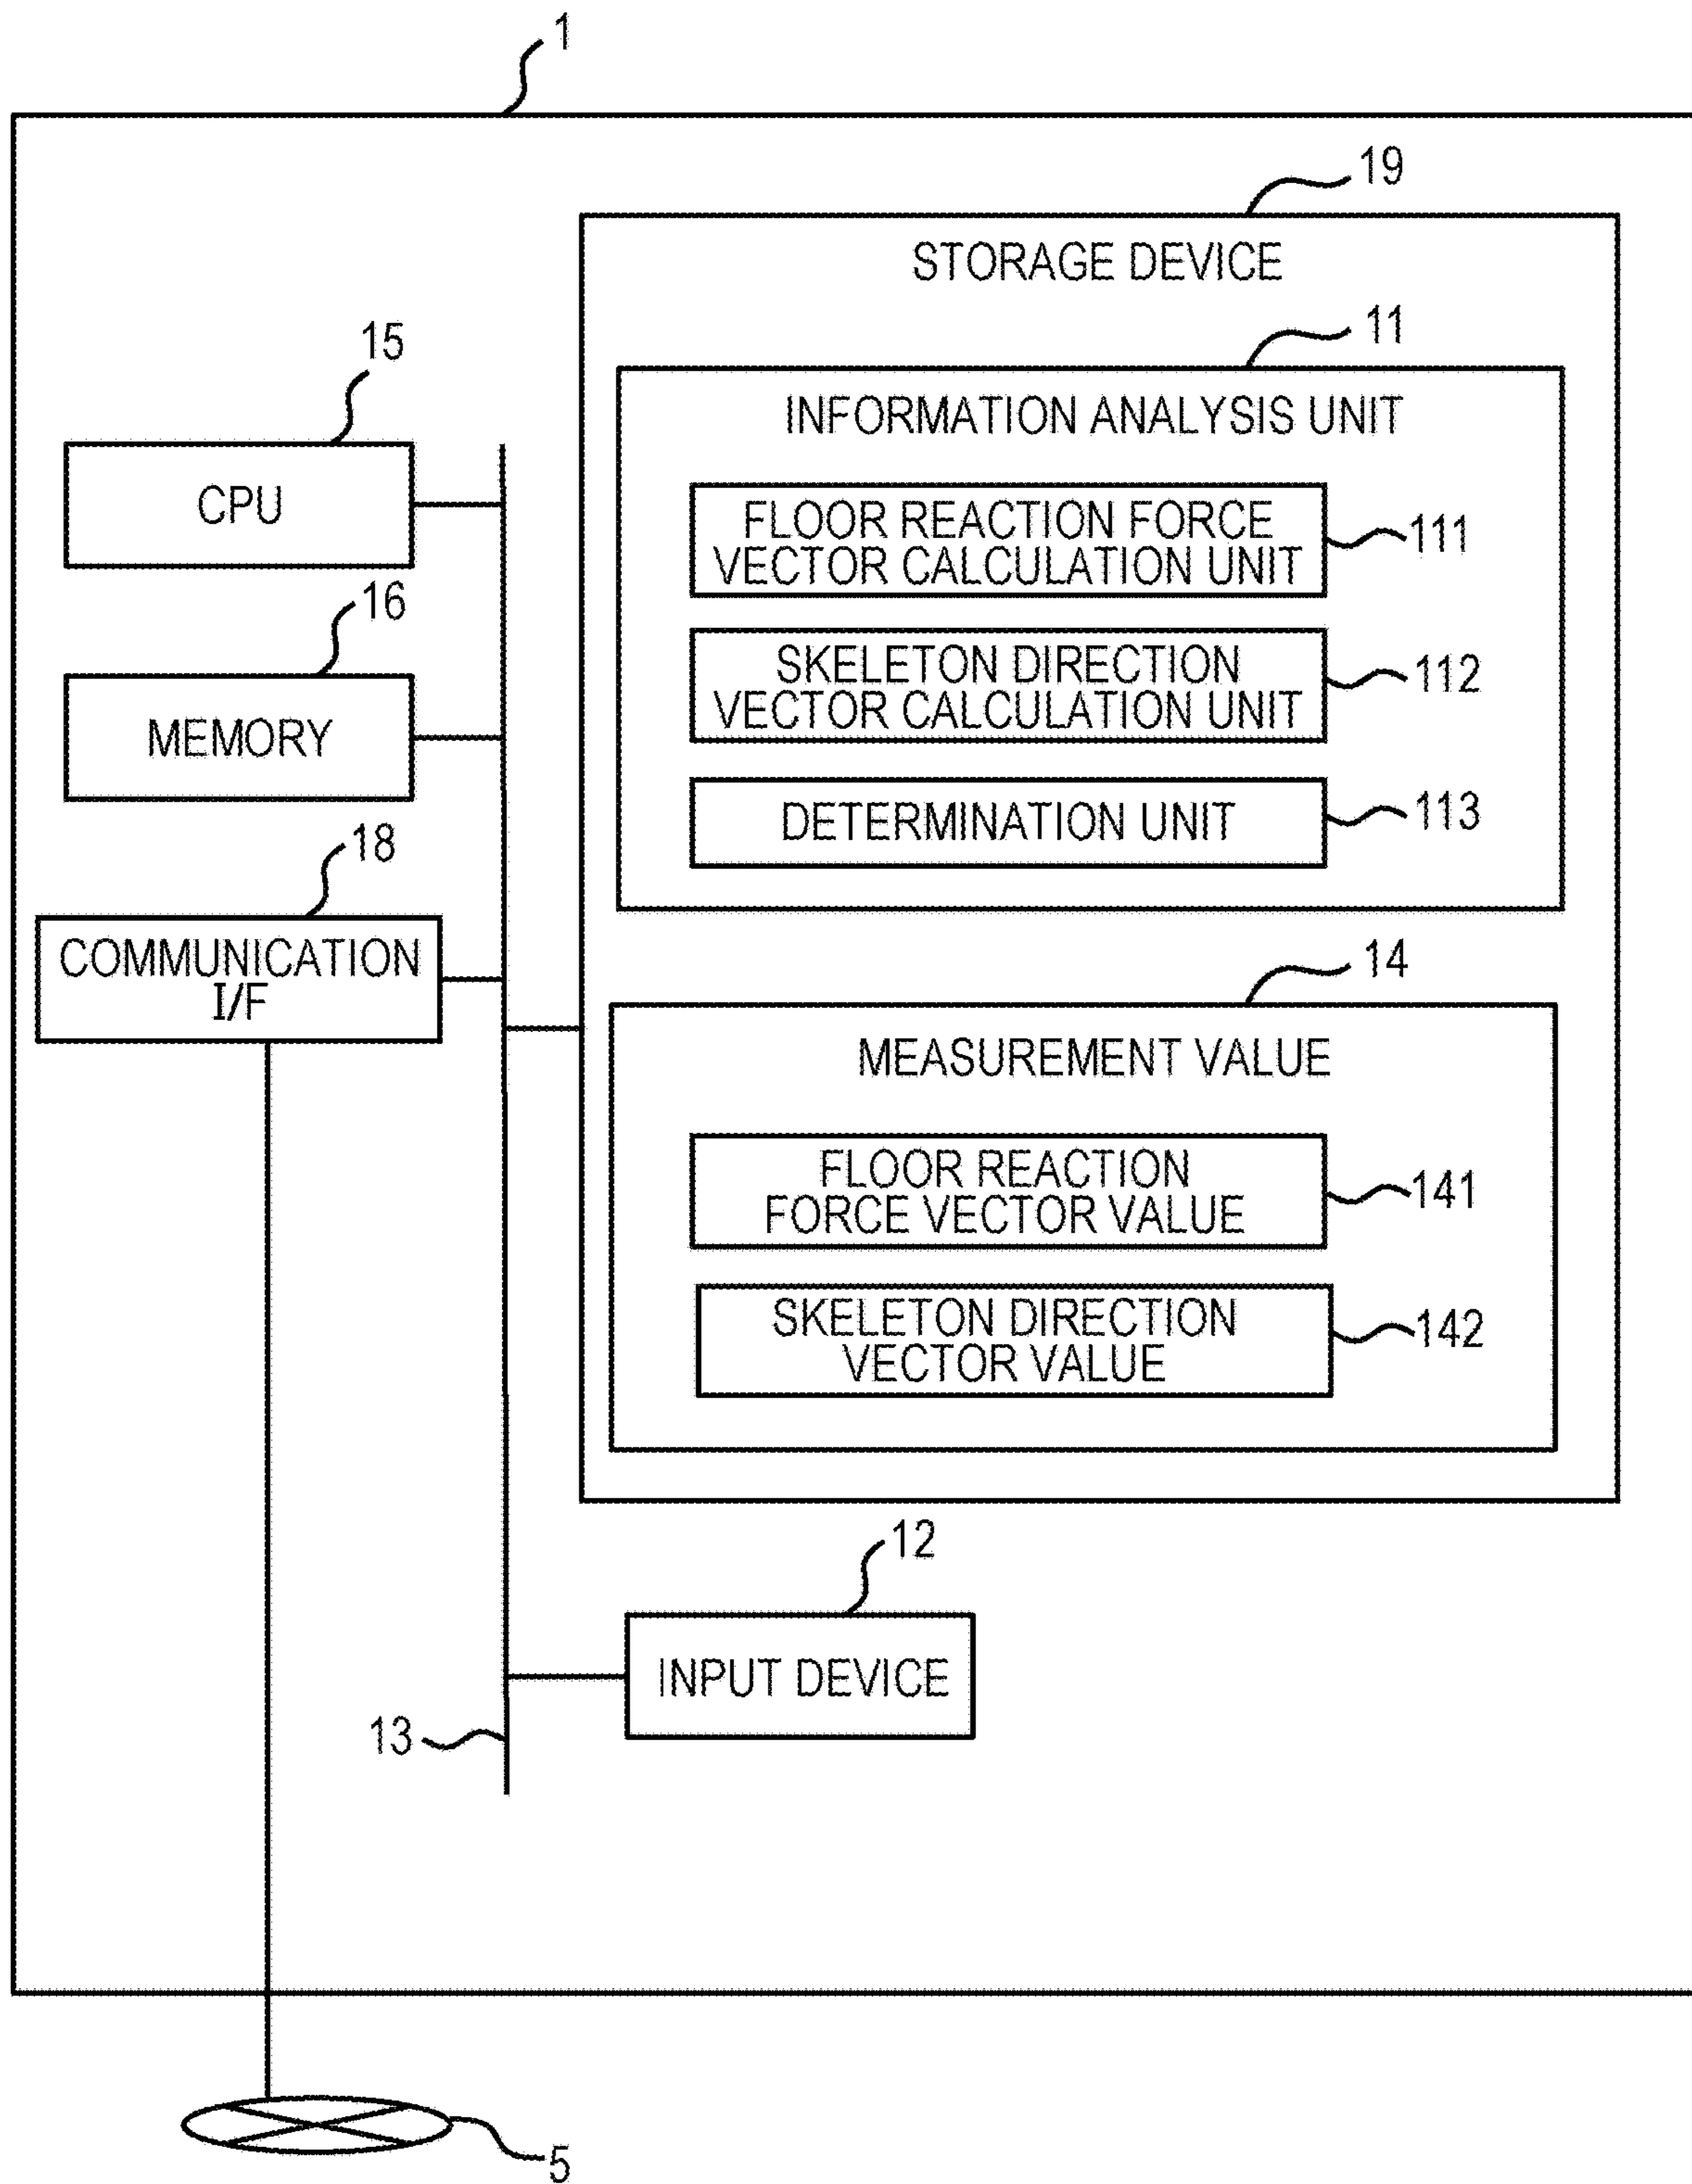 1
19
STORAGE DEVICE
11
INFORMATION ANALYSIS UNIT
FLOOR REACTION FORCE
VECTOR CALCULATION UNIT
111
SKELETON DIRECTION
VECTOR CALCULATION UNIT
112
DETERMINATION UNIT
113
15
CPU
16
MEMORY
18
COMMUNICATION
I/F
14
MEASUREMENT VALUE
FLOOR REACTION
FORCE VECTOR VALUE
141
SKELETON DIRECTION
VECTOR VALUE
142
12
INPUT DEVICE
13
5